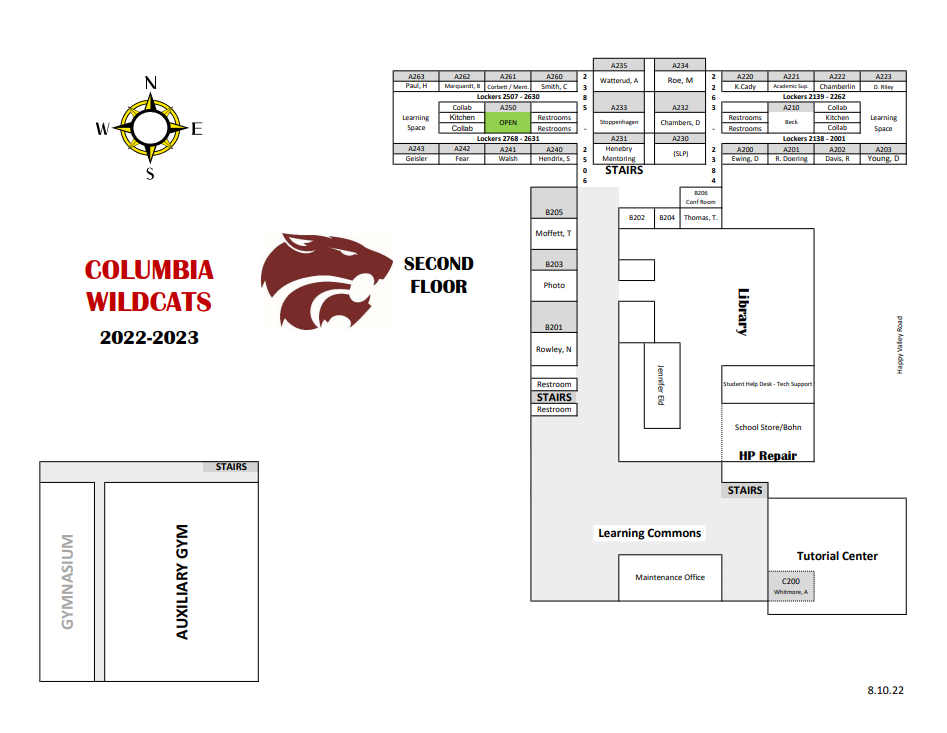 N
W
E
S
COLUMBIA
WILDCATS
2022-2023
SECOND
FLOOR
A263 A262 A261 A260
Paul, H Marquardt, B Corbett / Ment. Smith, C
Lockers 2507 - 2630
Learning
Space
Collab
Kitchen
Collab
A250
OPEN
Restrooms
Restrooms
Lockers 2768 - 2631
A243 A242 A241 A240
Geisler Fear Walsh Hendrix, S
2
3
8
5
-
2
5
0
6
A235 A234
Watterud, A Roe, M
A233 A232
Stoppenhagen Chambers, D
A231 A230
Henebry
Mentoring
(SLP)
STAIRS
2
2
6
3
-
2
3
8
4
A220 A221 A222 A223
K.Cady Academic Sup. Chamberlin D. Riley
Lockers 2139 - 2262
Restrooms
Restrooms
A210
Beck
Collab
Kitchen
Collab
Learning
Space
Lockers 2138 - 2001
A200 A201 A202 A203
Ewing, D R. Doering Davis, R Young, D
B206
Conf Room
B202 B204 Thomas, T.
B205
Moffett, T
B203
Photo
B201
Rowley, N
Restroom
STAIRS
Restroom
Library
Jennifer Eld
Student Help Desk - Tech Support
School Store/Bohn
HP Repair
Happy Valley Road
STAIRS
Learning Commons
Maintenance Office
Tutorial Center
C200
Whitmore, A
STAIRS
GYMNASIUM
AUXILIARY GYM
8.10.22